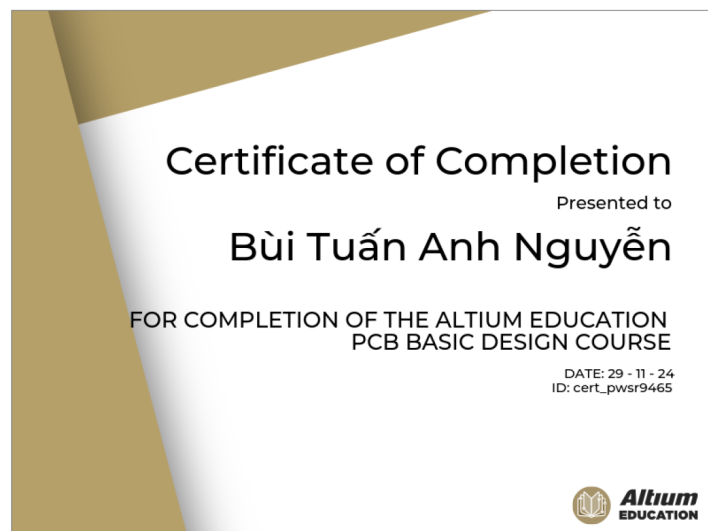 Certificate of Completion
Presented to
Bùi Tuấn Anh Nguyễn
FOR COMPLETION OF THE ALTIUM EDUCATION
PCB BASIC DESIGN COURSE
DATE: 29 - 11 - 24
ID: cert_pwsr9465
Altium
EDUCATION